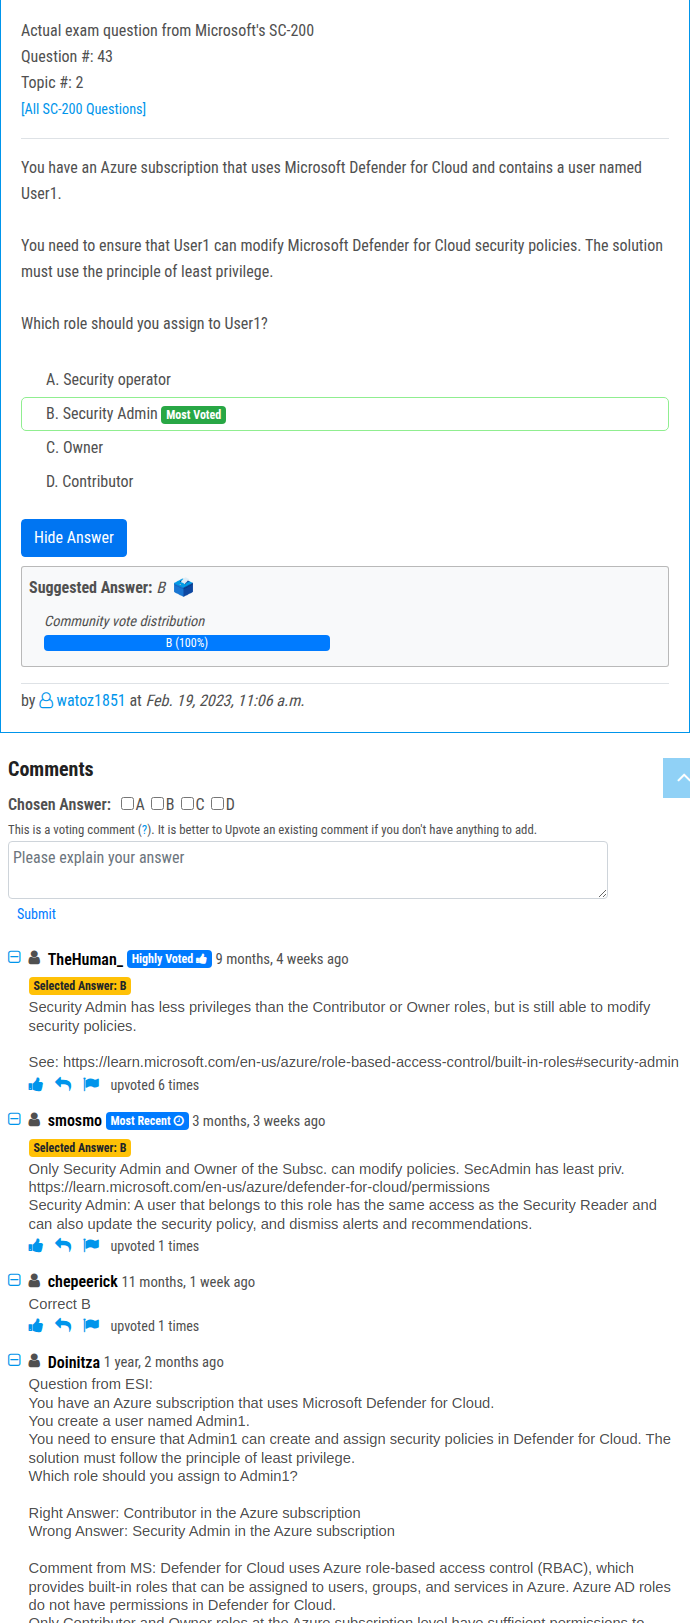 Actual exam question from Microsoft's SC-200
Question #: 43
Topic #: 2
[All SC-200 Questions]
You have an Azure subscription that uses Microsoft Defender for Cloud and contains a user named
User1.
You need to ensure that User1 can modify Microsoft Defender for Cloud security policies. The solution
must use the principle of least privilege.
Which role should you assign to User1?
A. Security operator
B. Security Admin Most Voted
C. Owner
D. Contributor
Hide Answer
Suggested Answer: B
Community vote distribution
B (100%)
by watoz1851 at Feb. 19, 2023, 11:06 a.m.
Comments
Chosen Answer: A B C D
This is a voting comment (?). It is better to Upvote an existing comment if you don't have anything to add.
Please explain your answer
Submit
TheHuman_ Highly Voted 9 months, 4 weeks ago
Selected Answer: B
Security Admin has less privileges than the Contributor or Owner roles, but is still able to modify
security policies.
See: https://learn.microsoft.com/en-us/azure/role-based-access-control/built-in-roles#security-admin
upvoted 6 times
smosmo Most Recent 3 months, 3 weeks ago
Selected Answer: B
Only Security Admin and Owner of the Subsc. can modify policies. SecAdmin has least priv.
https://learn.microsoft.com/en-us/azure/defender-for-cloud/permissions
Security Admin: A user that belongs to this role has the same access as the Security Reader and
can also update the security policy, and dismiss alerts and recommendations.
upvoted 1 times
chepeerick 11 months, 1 week ago
Correct B
upvoted 1 times
Doinitza 1 year, 2 months ago
Question from ESI:
You have an Azure subscription that uses Microsoft Defender for Cloud.
You create a user named Admin1.
You need to ensure that Admin1 can create and assign security policies in Defender for Cloud. The
solution must follow the principle of least privilege.
Which role should you assign to Admin1?
Right Answer: Contributor in the Azure subscription
Wrong Answer: Security Admin in the Azure subscription
Comment from MS: Defender for Cloud uses Azure role-based access control (RBAC), which
provides built-in roles that can be assigned to users, groups, and services in Azure. Azure AD roles
do not have permissions in Defender for Cloud.
Only Contributor and Owner roles at the Azure subscription level have sufficient permissions to